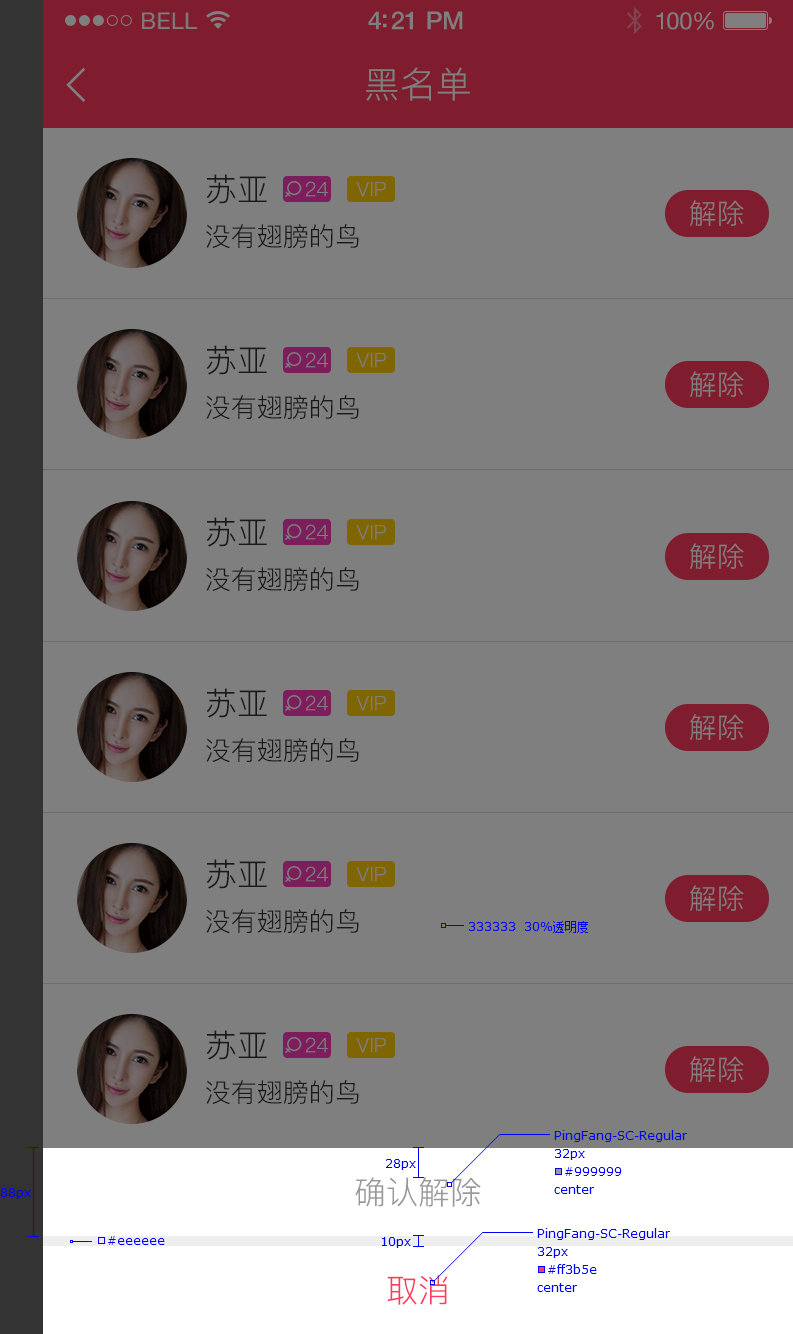 BELL 4:21 PM 100%
黑名单
苏亚 24 VIP
没有翅膀的鸟
解除
苏亚 24 VIP
没有翅膀的鸟
解除
苏亚 24 VIP
没有翅膀的鸟
解除
苏亚 24 VIP
没有翅膀的鸟
解除
苏亚 24 VIP
没有翅膀的鸟
解除
333333 30%透明度
苏亚 24 VIP
没有翅膀的鸟
解除
PingFang-SC-Regular
32px
#999999
center
28px
确认解除
88px
#eeeeee
10px
PingFang-SC-Regular
32px
#ff3b5e
center
取消